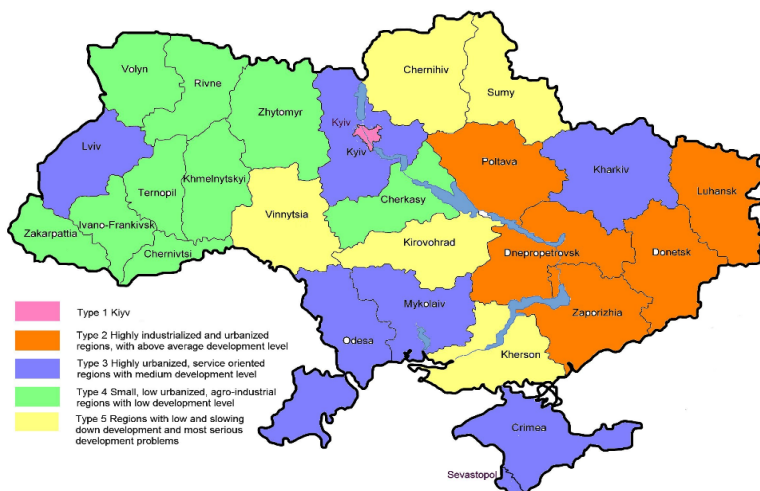 Volyn
Rivne
Zhytomyr
Kyiv
Kyiv
Chernihiv
Sumy
Lviv
Ternopil
Khmelnytskyi
Zakarpattia
Ivano-Frankivsk
Chernivtsi
Vinnytsia
Cherkasy
Kirovohrad
Poltava
Kharkiv
Luhansk
Dnepropetrovsk
Donetsk
Zaporizhia
Mykolaiv
Odesa
Kherson
Crimea
Sevastopol
Type 1 Kiyv
Type 2 Highly industrialized and urbanized
regions, with above average development level
Type 3 Highly urbanized, service oriented
regions with medium development level
Type 4 Small, low urbanized, agro-industrial
regions with low development level
Type 5 Regions with low and slowing
down development and most serious
development problems